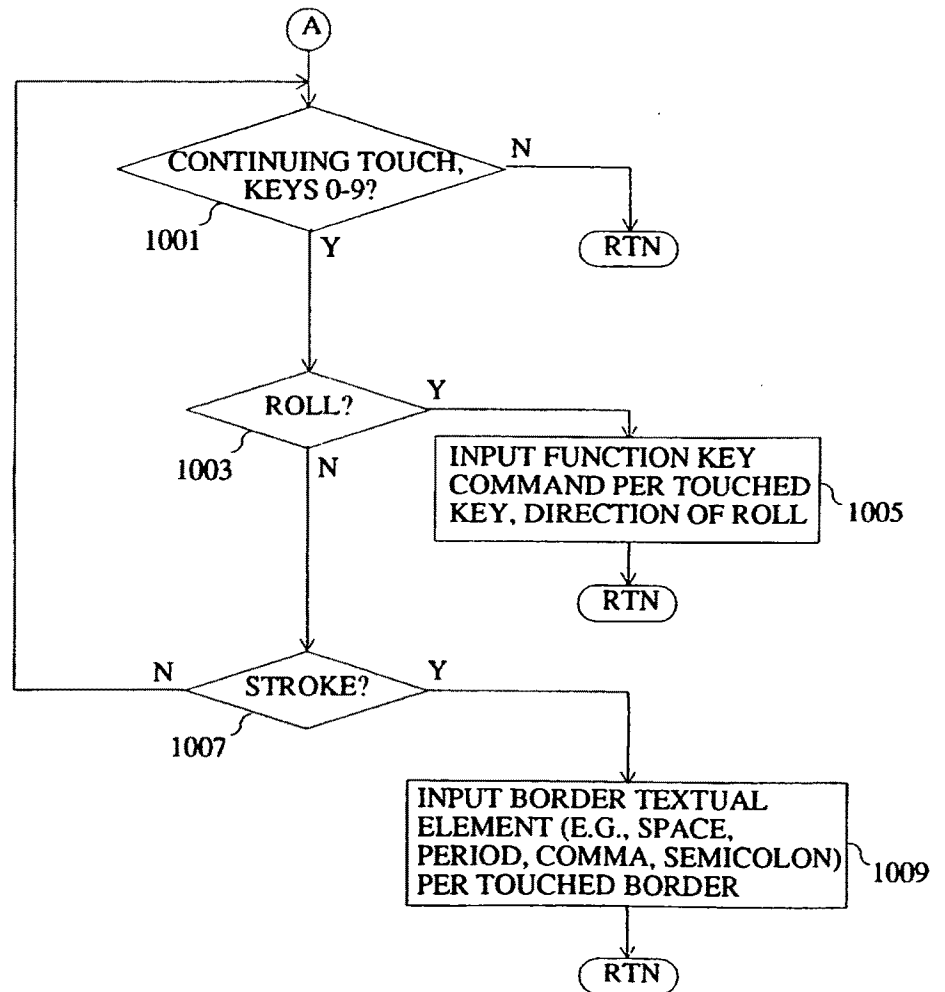 A
CONTINUING TOUCH,
KEYS 0-9?
N
1001
Y
RTN
ROLL?
Y
1003
N
INPUT FUNCTION KEY
COMMAND PER TOUCHED
KEY, DIRECTION OF ROLL
1005
RTN
N
STROKE?
Y
1007
INPUT BORDER TEXTUAL
ELEMENT (E.G., SPACE,
PERIOD, COMMA, SEMICOLON)
PER TOUCHED BORDER
1009
RTN